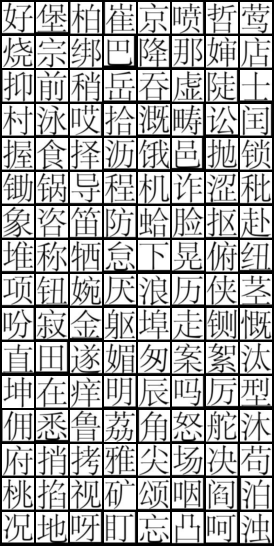 好堡柏崔京喷哲莺
烧宗绑巴降那婶店
抑前稍岳吞虚陡土
村泳哎拾溉畴讼闰
握食择沥饿邑抛锁
锄锅导程机诈涩秕
象咨笛防蛤脸抠赴
堆称牺怠下晃俯纽
项钮婉厌浪历侠茎
吩寂金躯埠走铡慨
直田遂媚匆案絮汰
坤在痒明辰吗厉型
佣悉鲁荔角怒舵沐
府捎拷雅尖场决苟
桃掐视矿颂咽阎泊
况地呀盯忘凸呵浊